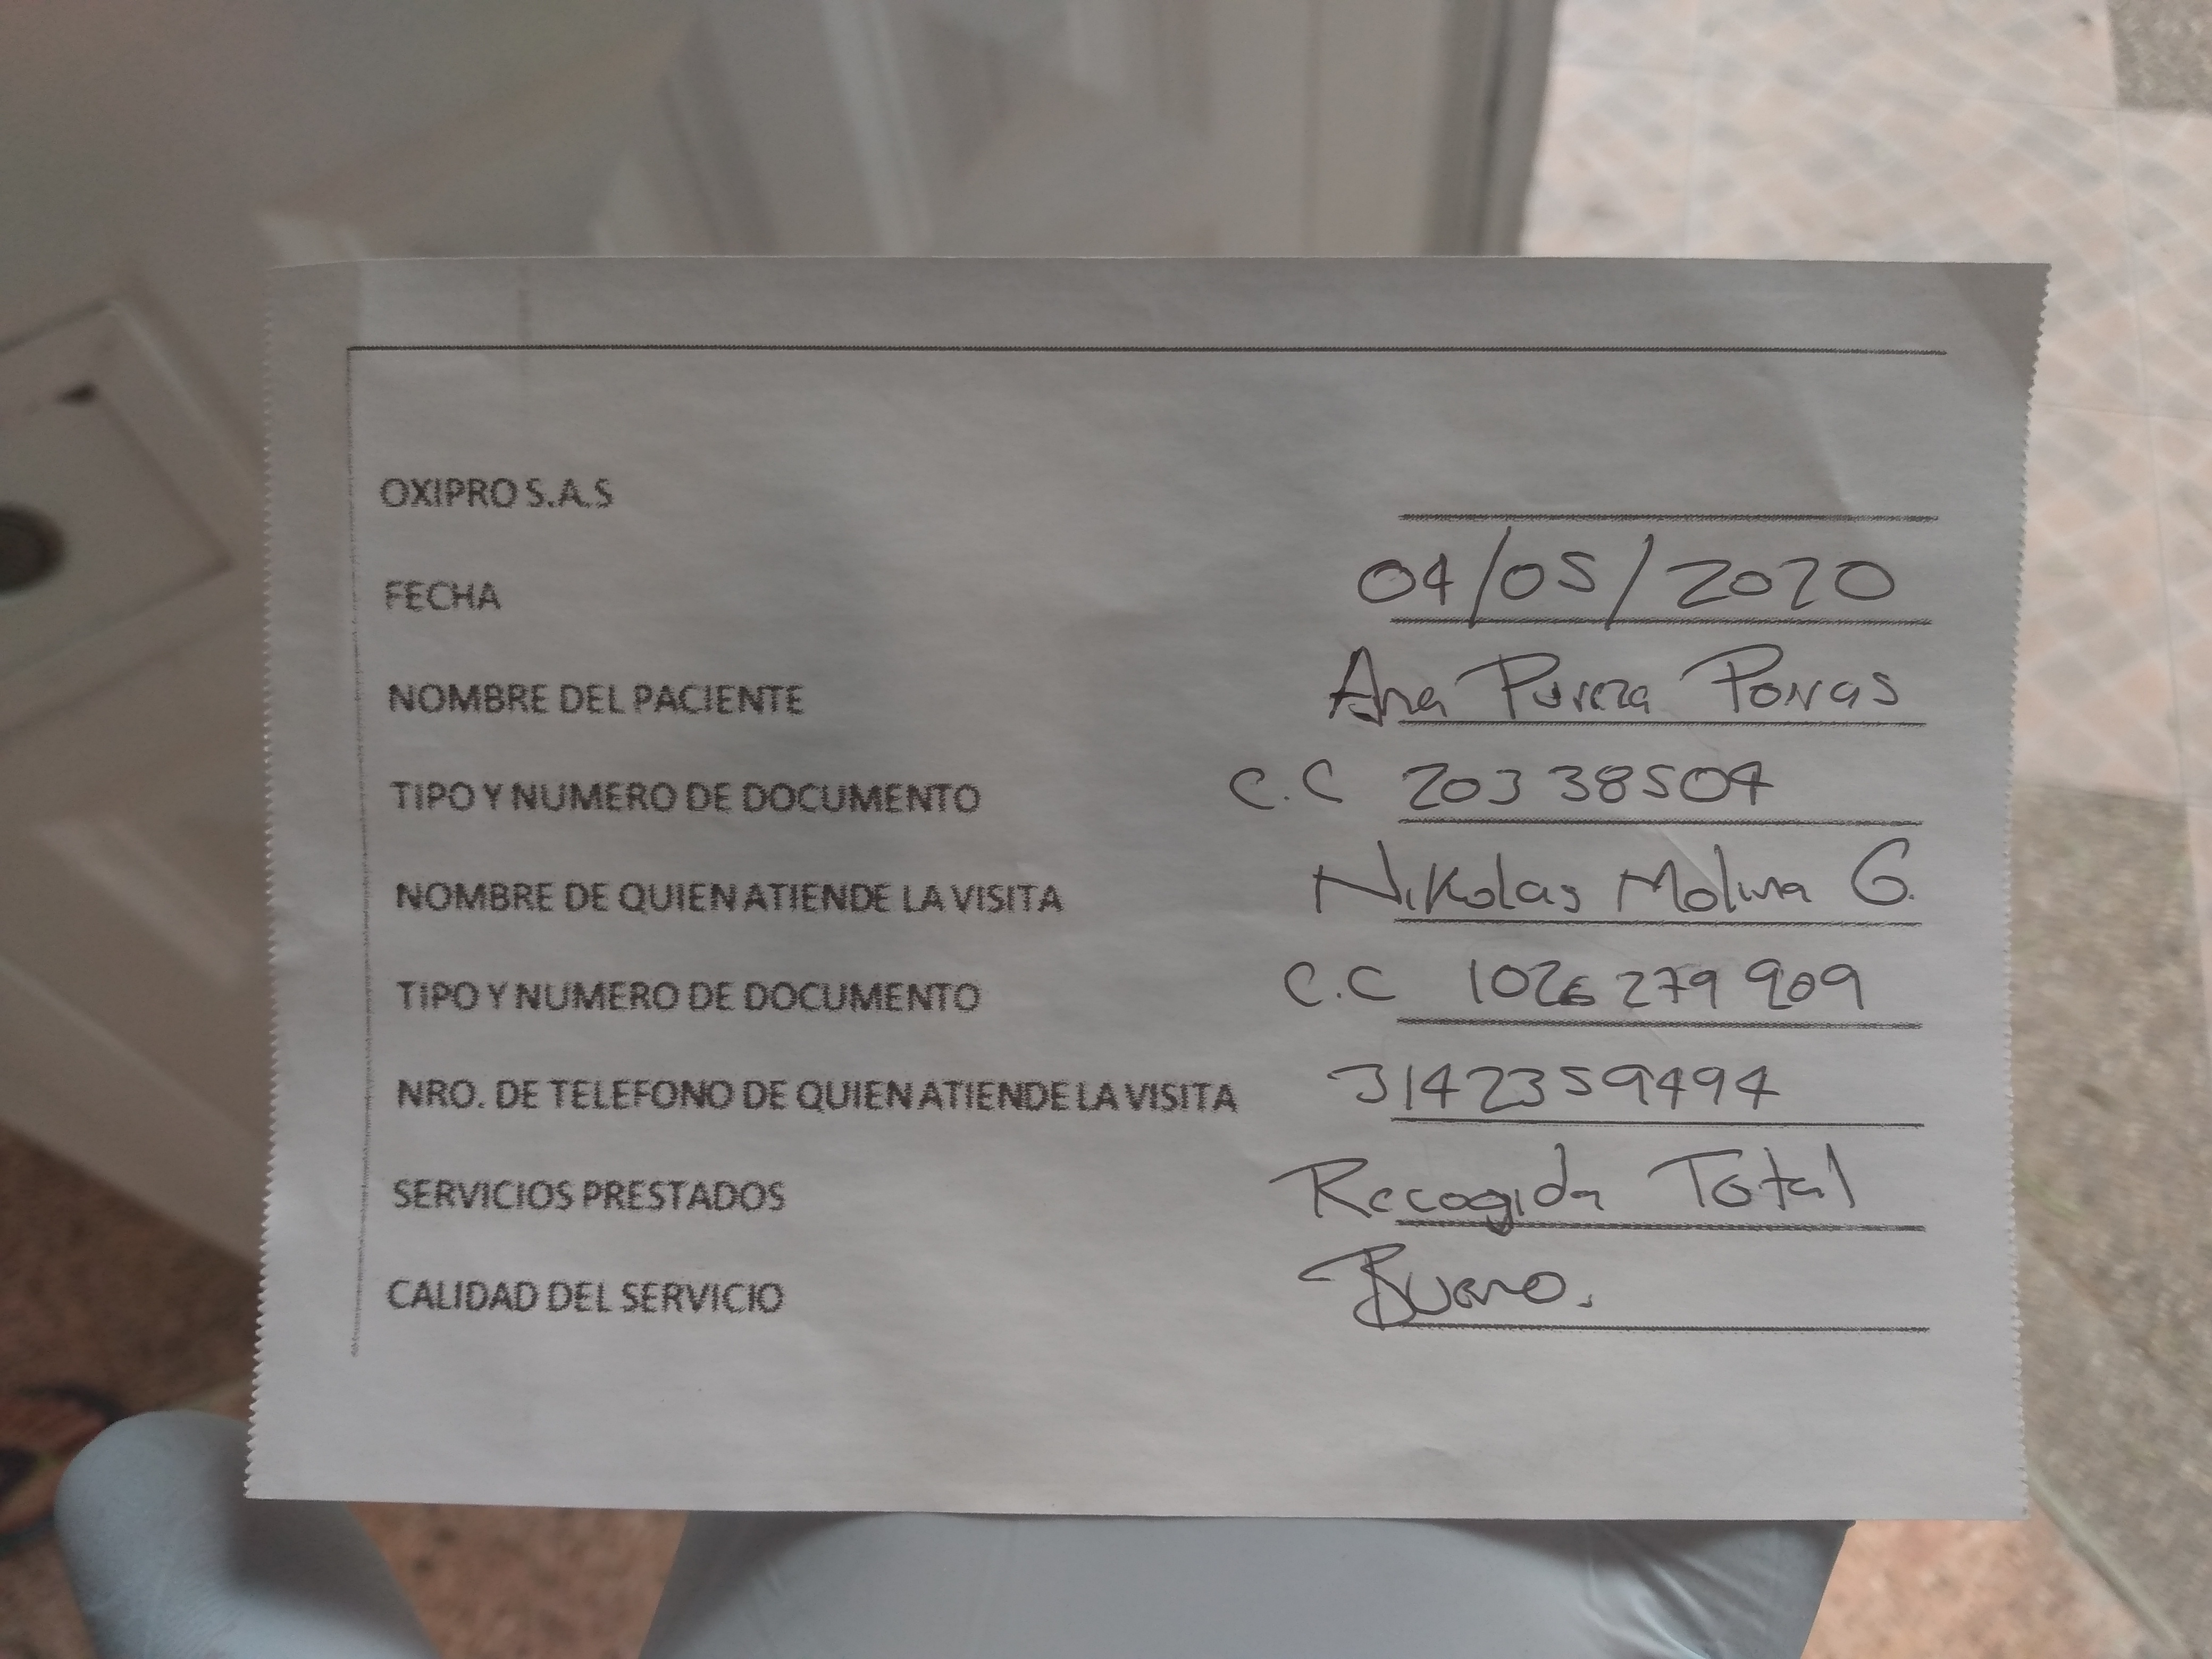 OXIPRO S.A.S
FECHA 04/05/2020
NOMBRE DEL PACIENTE Ana Pureza Porras
TIPO Y NUMERO DE DOCUMENTO C.C 20338504
NOMBRE DE QUIEN ATIENDE LA VISITA Nikolas Molina G.
TIPO Y NUMERO DE DOCUMENTO C.C 1026279909
NRO. DE TELEFONO DE QUIEN ATIENDE LA VISITA 3142359494
SERVICIOS PRESTADOS Recogida Total
CALIDAD DEL SERVICIO Bueno.